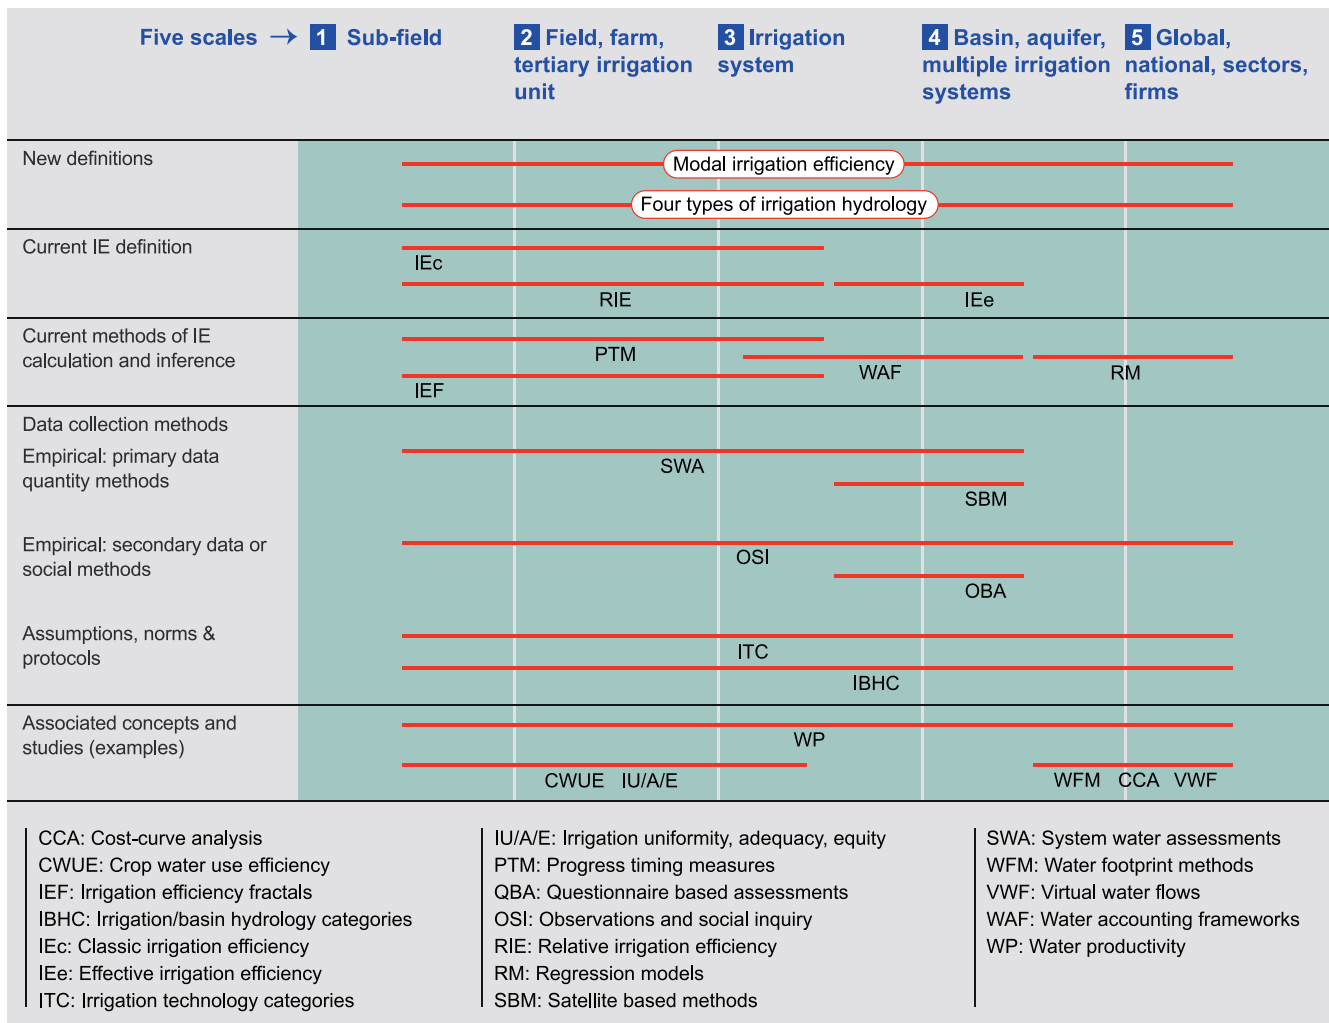 Five scales → 1 Sub-field
2 Field, farm,
tertiary irrigation
unit
3 Irrigation
system
4 Basin, aquifer,
multiple irrigation
systems
5 Global,
national, sectors,
firms
New definitions
Modal irrigation efficiency
Four types of irrigation hydrology
Current IE definition
IEc
RIE
IEe
Current methods of IE
calculation and inference
PTM
WAF
RM
IEF
Data collection methods
Empirical: primary data
quantity methods
SWA
SBM
Empirical: secondary data or
social methods
OSI
OBA
Assumptions, norms &
protocols
ITC
IBHC
Associated concepts and
studies (examples)
WP
CWUE IU/A/E
WFM CCA VWF
CCA: Cost-curve analysis
CWUE: Crop water use efficiency
IEF: Irrigation efficiency fractals
IBHC: Irrigation/basin hydrology categories
IEc: Classic irrigation efficiency
IEe: Effective irrigation efficiency
ITC: Irrigation technology categories
IU/A/E: Irrigation uniformity, adequacy, equity
PTM: Progress timing measures
QBA: Questionnaire based assessments
OSI: Observations and social inquiry
RIE: Relative irrigation efficiency
RM: Regression models
SBM: Satellite based methods
SWA: System water assessments
WFM: Water footprint methods
VWF: Virtual water flows
WAF: Water accounting frameworks
WP: Water productivity